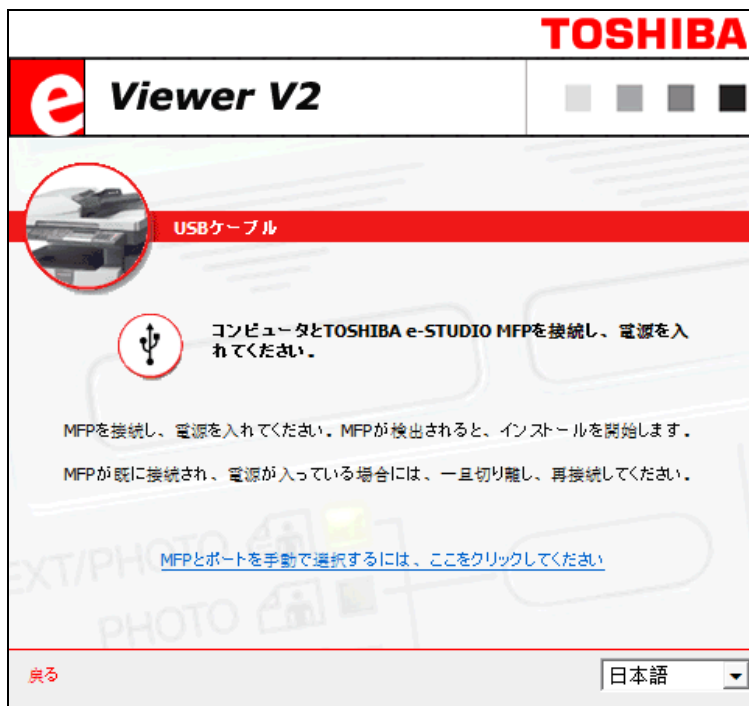 TOSHIBA
e Viewer V2
USBケーブル
コンピュータとTOSHIBA e-STUDIO MFPを接続し、電源を入
れてください.
MFPを接続し、電源を入れてください. MFPが検出されると、インストールを開始します.
MFPが既に接続され、電源が入っている場合には、一旦切り離し、再接続してください.
EXT/PHOTO
MFPとポートを手動で選択するには、ここをクリックしてください
PHOTO
戻る
日本語